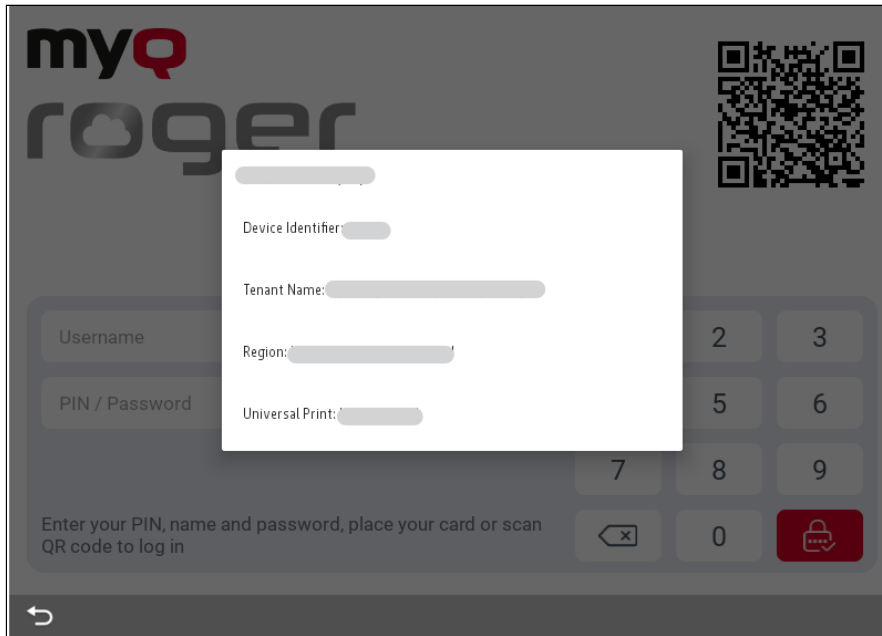 myQ
roger
Device Identifier:
Tenant Name:
Region:
Universal Print:
Username
2
3
PIN / Password
5
6
7
8
9
Enter your PIN, name and password, place your card or scan
QR code to log in
0